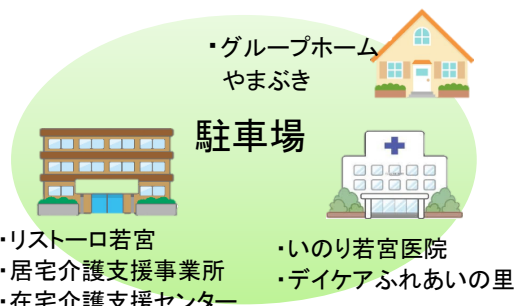 ・グループホーム
やまぶき
駐車場
・リストーロ若宮
・居宅介護支援事業所
・在宅介護支援センター
・いのり若宮医院
・デイケアふれあいの里